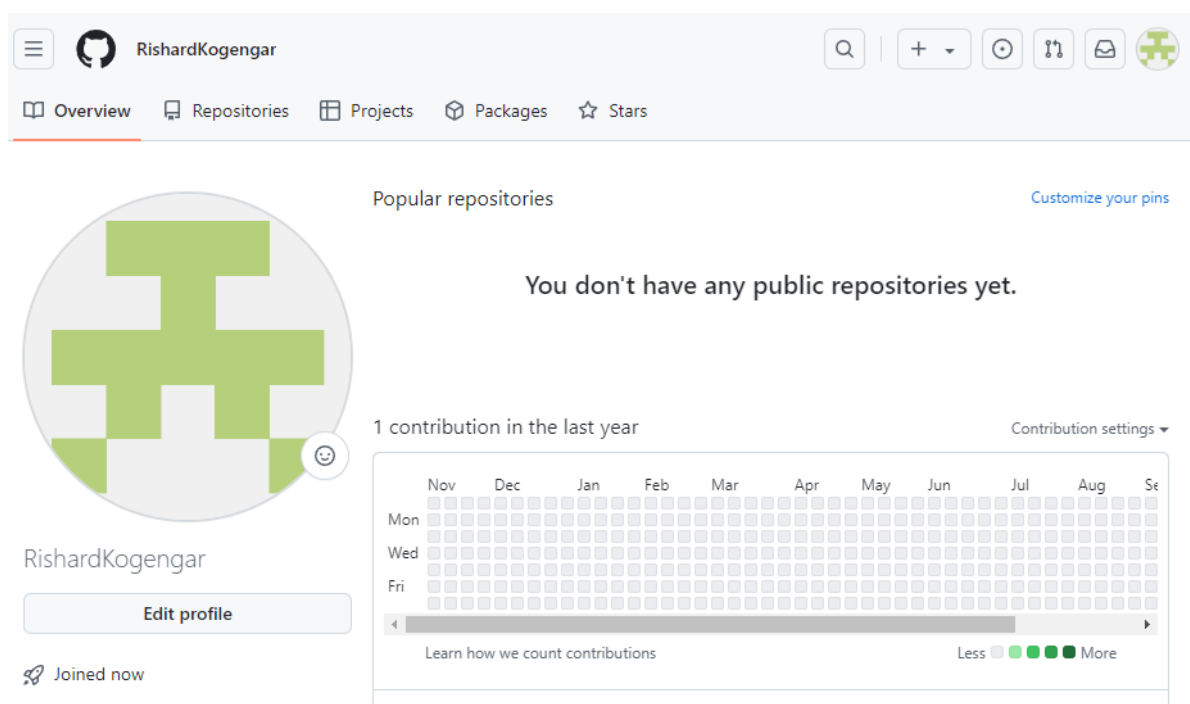 RishardKogengar
Overview Repositories Projects Packages Stars
Popular repositories Customize your pins
You don't have any public repositories yet.
1 contribution in the last year Contribution settings
Nov Dec Jan Feb Mar Apr May Jun Jul Aug Se
Mon
Wed
Fri
Learn how we count contributions Less More
RishardKogengar
Edit profile
Joined now